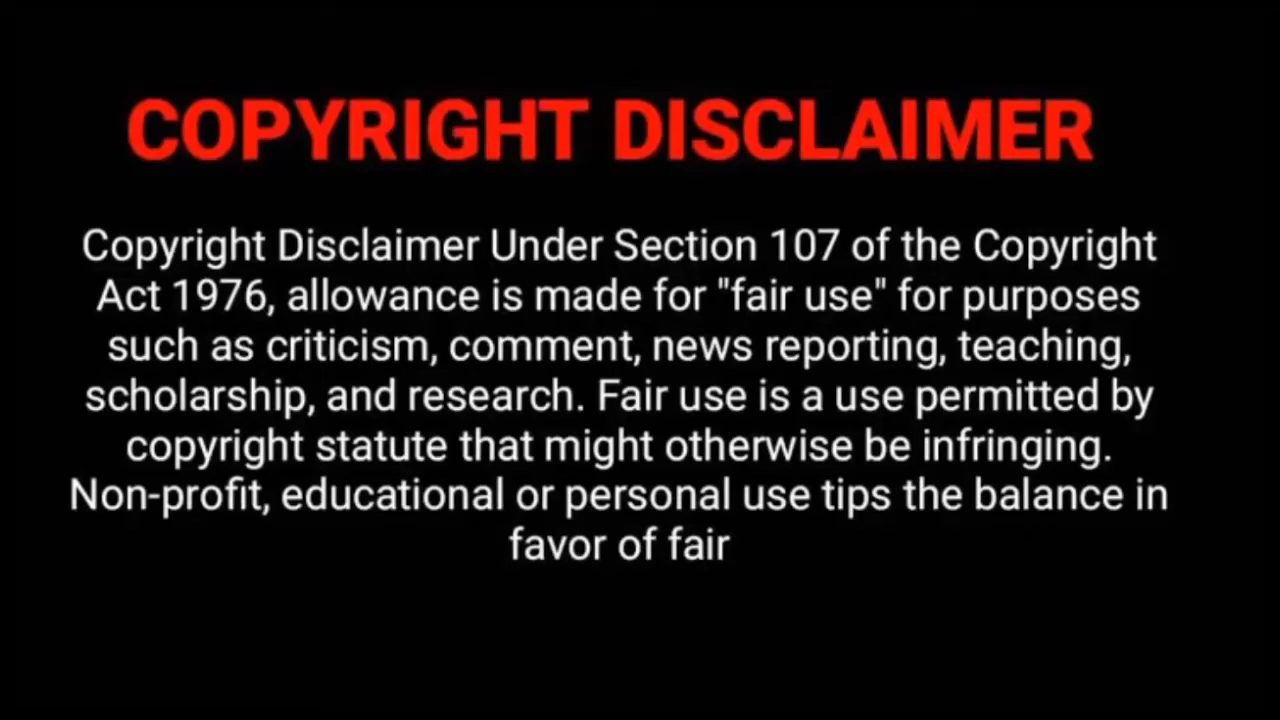 COPYRIGHT DISCLAIMER
Copyright Disclaimer Under Section 107 of the Copyright
Act 1976, allowance is made for "fair use" for purposes
such as criticism, comment, news reporting, teaching,
scholarship, and research. Fair use is a use permitted by
copyright statute that might otherwise be infringing.
Non-profit, educational or personal use tips the balance in
favor of fair